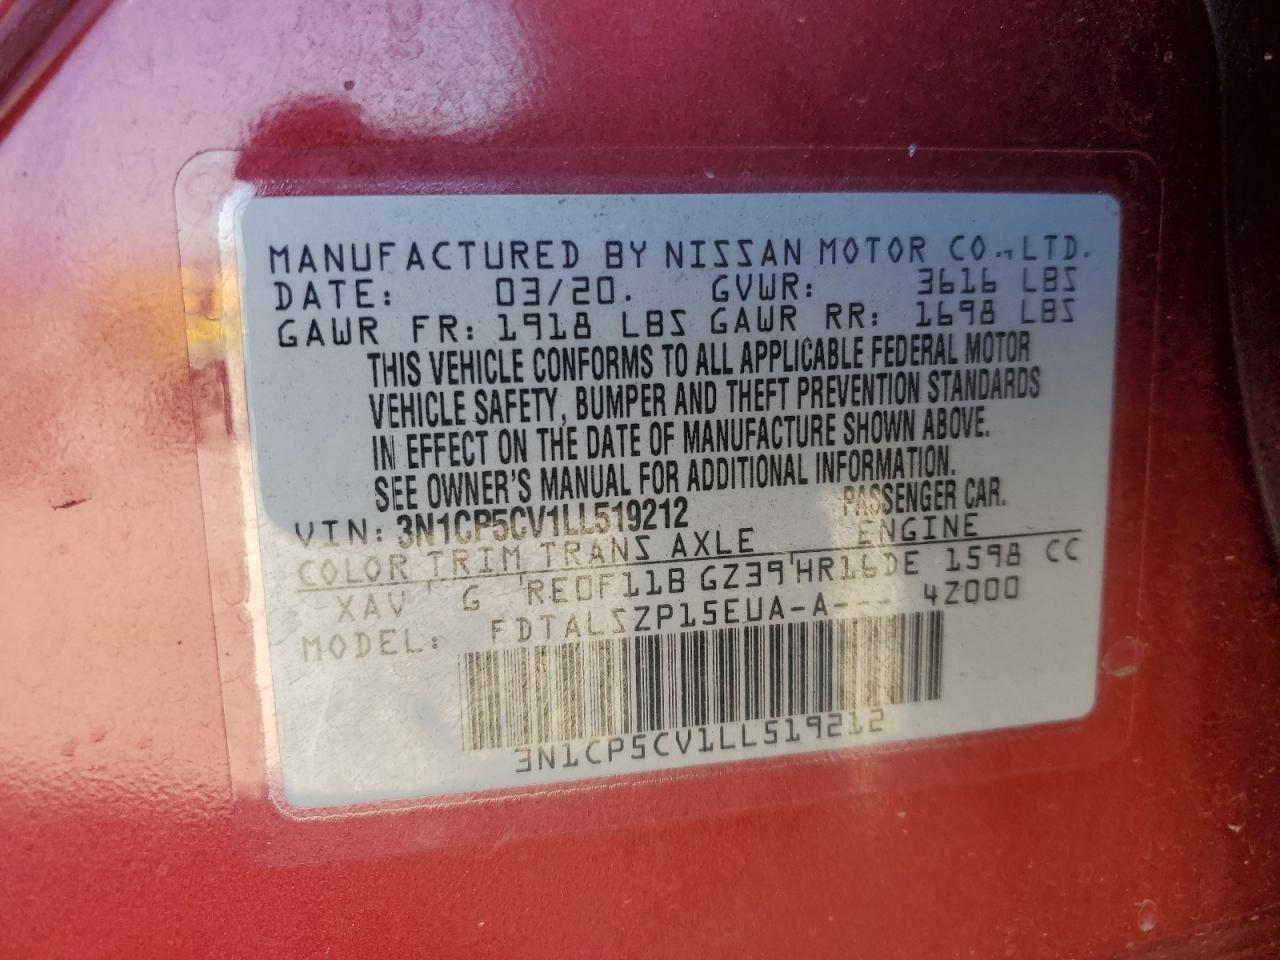 MANUFACTURED BY NISSAN MOTOR CO., LTD.
DATE: 03/20. GVWR: 3616 LBS
GAWR FR: 1918 LBS GAWR RR: 1698 LBS
THIS VEHICLE CONFORMS TO ALL APPLICABLE FEDERAL MOTOR
VEHICLE SAFETY, BUMPER AND THEFT PREVENTION STANDARDS
IN EFFECT ON THE DATE OF MANUFACTURE SHOWN ABOVE.
SEE OWNER'S MANUAL FOR ADDITIONAL INFORMATION.
VIN: 3N1CP5CV1LL519212 PASSENGER CAR.
COLOR TRIM TRANS AXLE ENGINE
XAV G RE0F11B GZ39 HR16DE 1598 CC
MODEL: FDTALSZP15EUA-A--- 4Z000
3N1CP5CV1LL519212